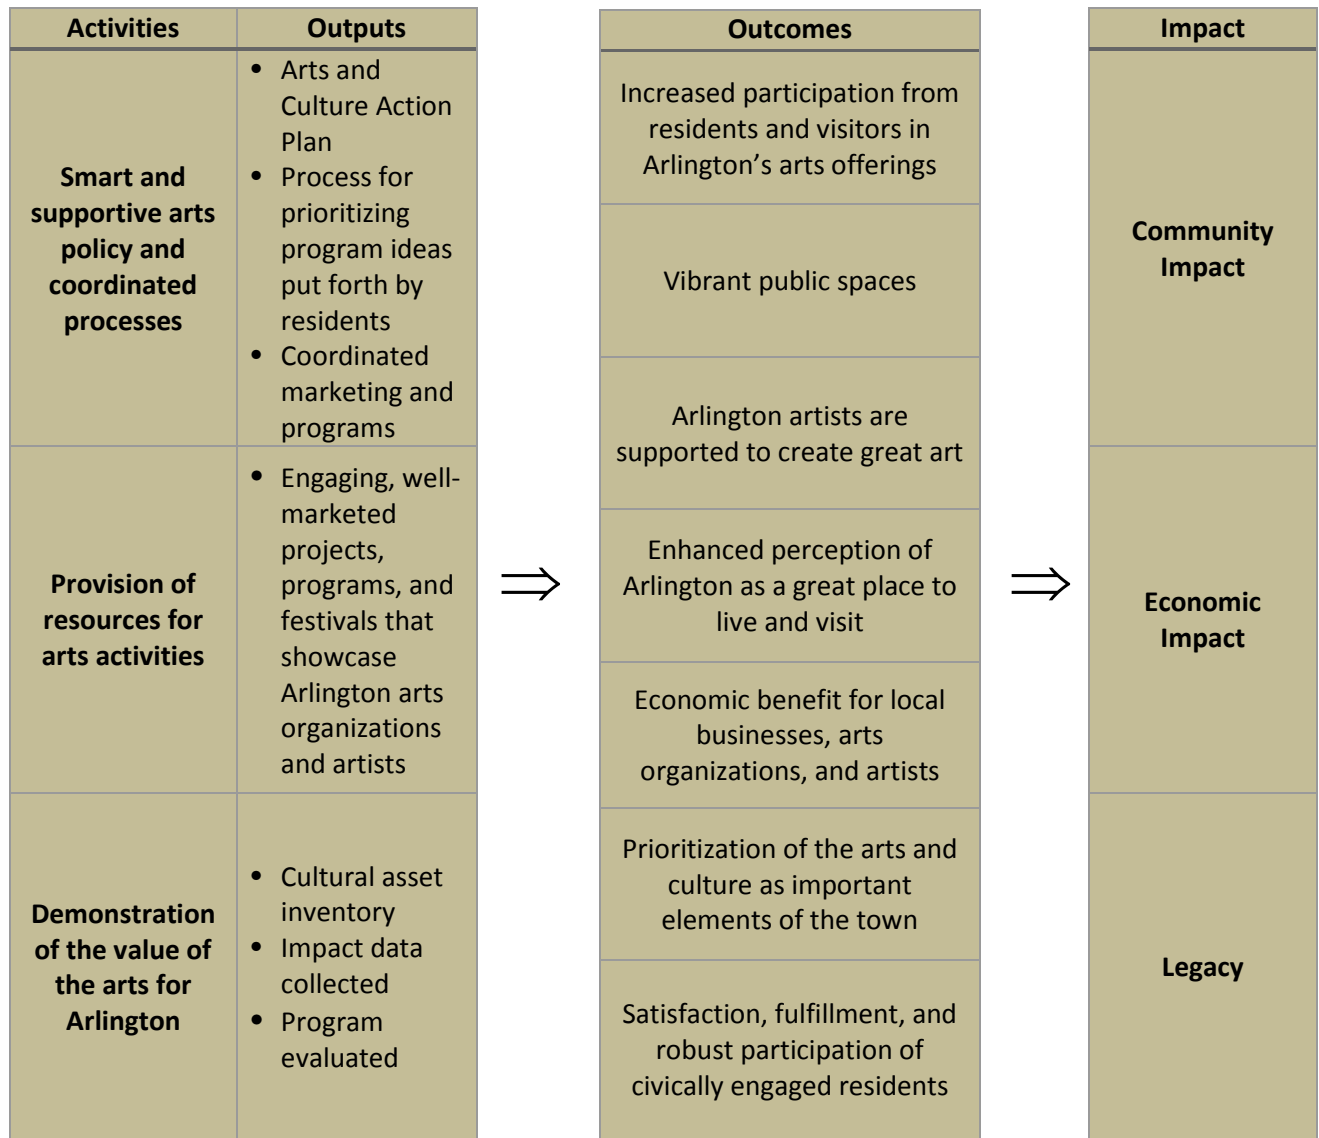 Activities
Outputs
Smart and
supportive arts
policy and
coordinated
processes
• Arts and
Culture Action
Plan
• Process for
prioritizing
program ideas
put forth by
residents
• Coordinated
marketing and
programs
Provision of
resources for
arts activities
• Engaging, well-
marketed
projects,
programs, and
festivals that
showcase
Arlington arts
organizations
and artists
Demonstration
of the value of
the arts for
Arlington
• Cultural asset
inventory
• Impact data
collected
• Program
evaluated
⇒
Outcomes
Increased participation from
residents and visitors in
Arlington’s arts offerings
Vibrant public spaces
Arlington artists are
supported to create great art
Enhanced perception of
Arlington as a great place to
live and visit
Economic benefit for local
businesses, arts
organizations, and artists
Prioritization of the arts and
culture as important
elements of the town
Satisfaction, fulfillment, and
robust participation of
civically engaged residents
⇒
Impact
Community
Impact
Economic
Impact
Legacy